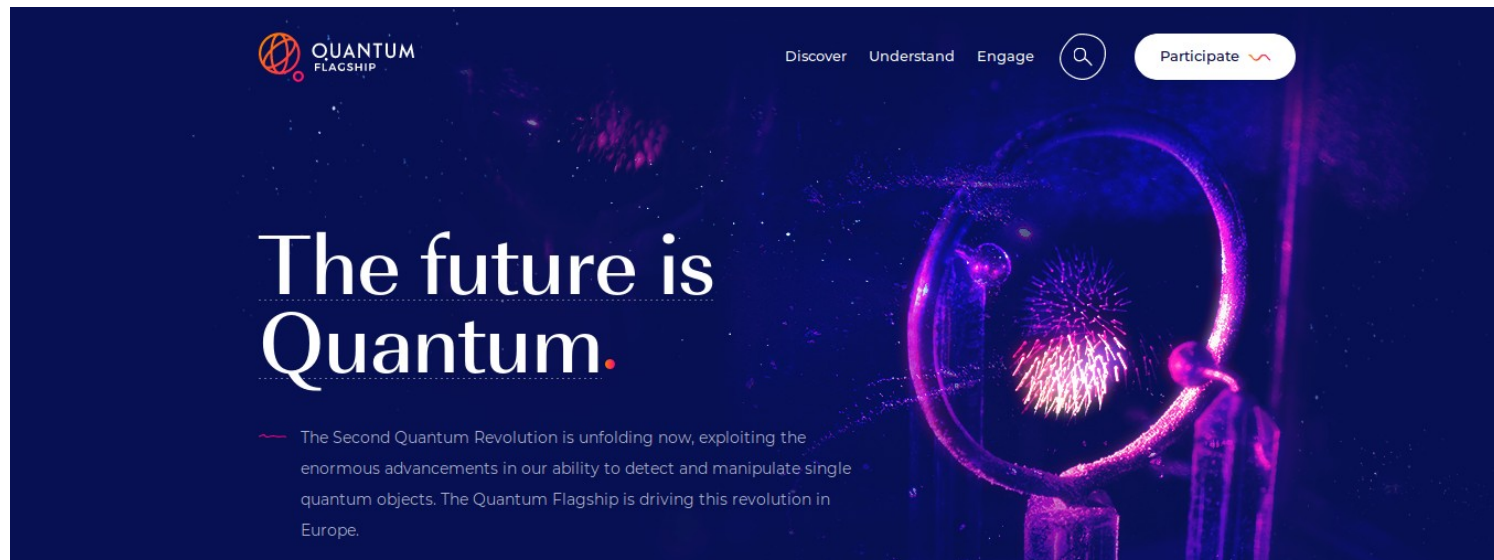 QUANTUM
FLAGSHIP
Discover Understand Engage Participate
The future is
Quantum.
The Second Quantum Revolution is unfolding now, exploiting the
enormous advancements in our ability to detect and manipulate single
quantum objects. The Quantum Flagship is driving this revolution in
Europe.